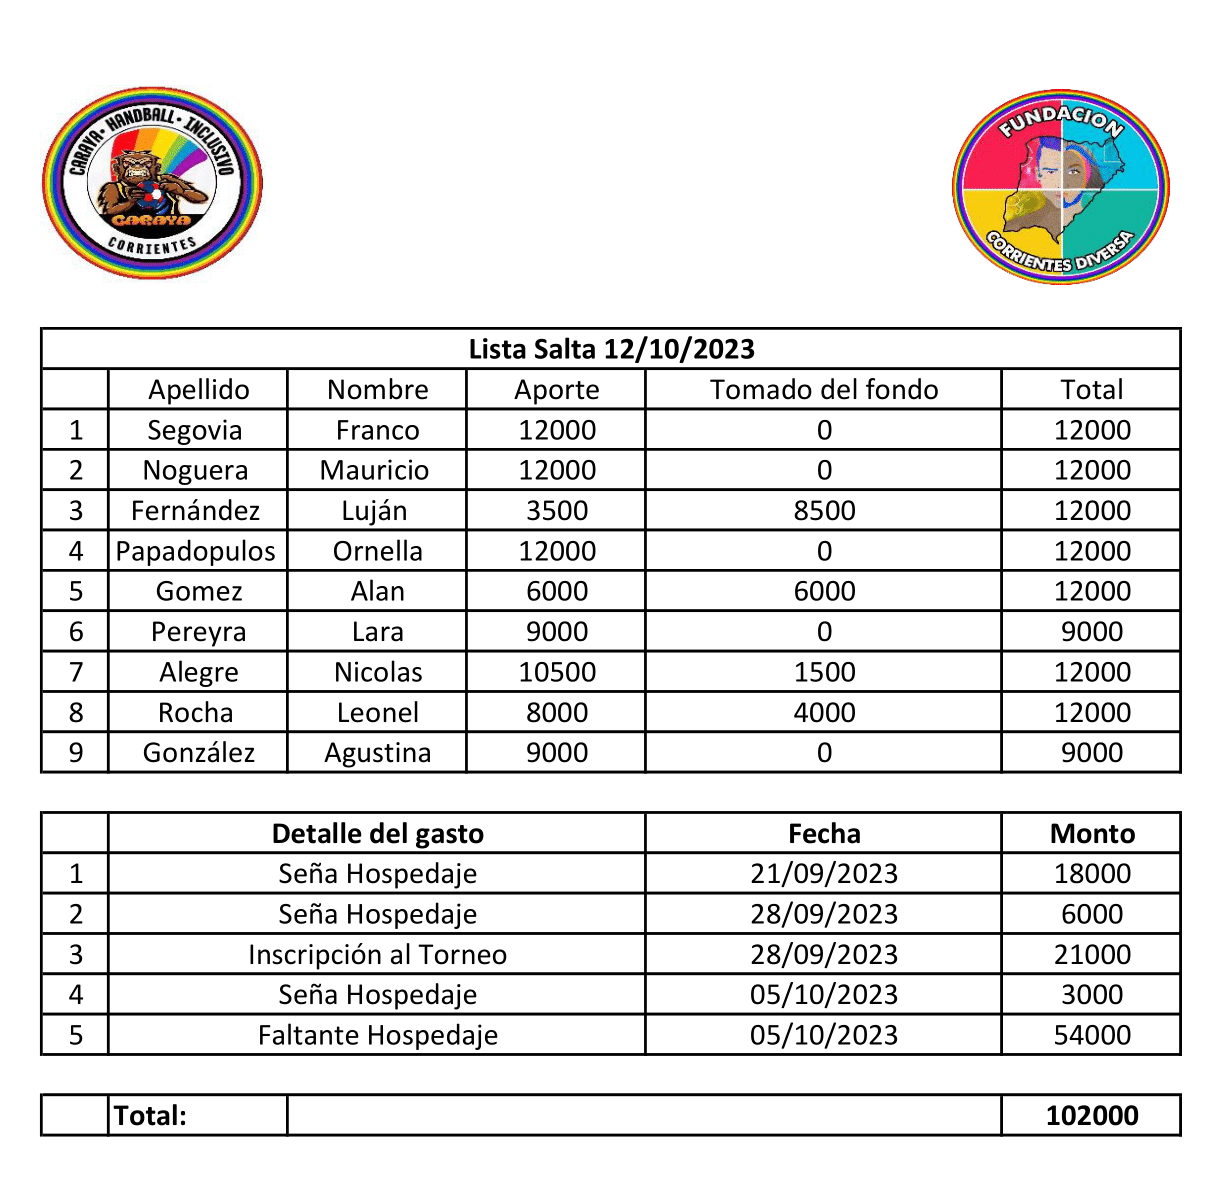 CARAYA • HANDBALL • INCLUSIVO
CARAYA
CORRIENTES
FUNDACION
CORRIENTES DIVERSA
Lista Salta 12/10/2023
Apellido Nombre Aporte Tomado del fondo Total
1 Segovia Franco 12000 0 12000
2 Noguera Mauricio 12000 0 12000
3 Fernández Luján 3500 8500 12000
4 Papadopulos Ornella 12000 0 12000
5 Gomez Alan 6000 6000 12000
6 Pereyra Lara 9000 0 9000
7 Alegre Nicolas 10500 1500 12000
8 Rocha Leonel 8000 4000 12000
9 González Agustina 9000 0 9000
Detalle del gasto Fecha Monto
1 Seña Hospedaje 21/09/2023 18000
2 Seña Hospedaje 28/09/2023 6000
3 Inscripción al Torneo 28/09/2023 21000
4 Seña Hospedaje 05/10/2023 3000
5 Faltante Hospedaje 05/10/2023 54000
Total: 102000